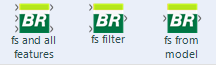 BR BR BR
fs and all fs filter fs from
features model